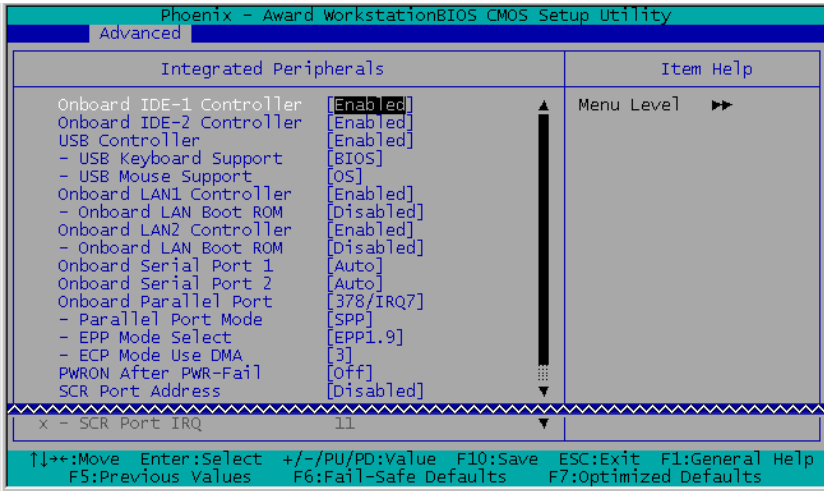 Phoenix - Award WorkstationBIOS CMOS Setup Utility
Advanced
Integrated Peripherals
Item Help
Onboard IDE-1 Controller [Enabled]
Menu Level ▶▶
Onboard IDE-2 Controller [Enabled]
USB Controller [Enabled]
- USB Keyboard Support [BIOS]
- USB Mouse Support [OS]
Onboard LAN1 Controller [Enabled]
- Onboard LAN Boot ROM [Disabled]
Onboard LAN2 Controller [Enabled]
- Onboard LAN Boot ROM [Disabled]
Onboard Serial Port 1 [Auto]
Onboard Serial Port 2 [Auto]
Onboard Parallel Port [378/IRQ7]
- Parallel Port Mode [SPP]
- EPP Mode Select [EPP1.9]
- ECP Mode Use DMA [3]
PWRON After PWR-Fail [Off]
SCR Port Address [Disabled]
x - SCR Port IRQ 11
↑↓→←:Move Enter:Select +/-/PU/PD:Value F10:Save ESC:Exit F1:General Help
F5:Previous Values F6:Fail-Safe Defaults F7:Optimized Defaults